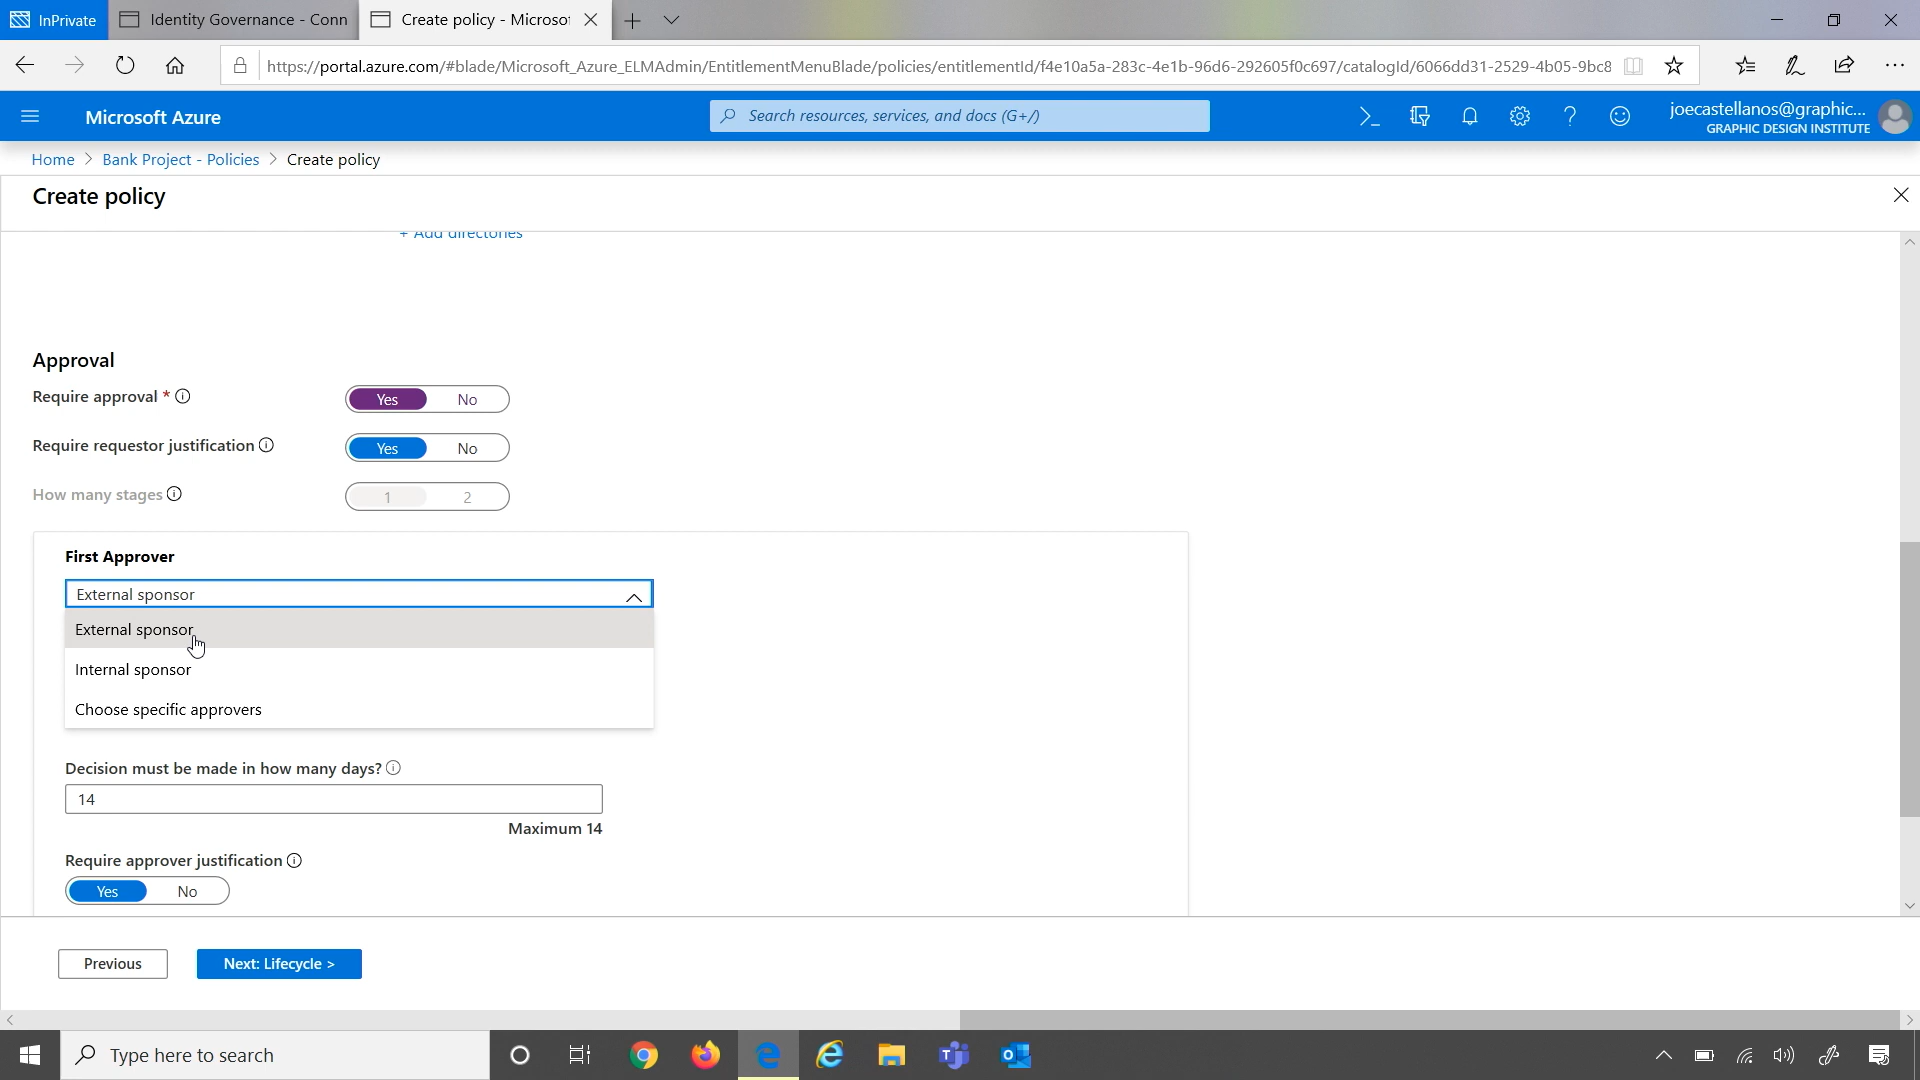 InPrivate
Identity Governance - Conn
Create policy - Microsof
https://portal.azure.com/#blade/Microsoft_Azure_ELMAdmin/EntitlementMenuBlade/policies/entitlementId/f4e10a5a-283c-4e1b-96d6-292605f0c697/catalogId/6066dd31-2529-4b05-9bc8
Microsoft Azure
Search resources, services, and docs (G+/)
joecastellanos@graphic...
GRAPHIC DESIGN INSTITUTE
Home > Bank Project - Policies > Create policy
Create policy
+ Add directories
Approval
Require approval *
Yes No
Require requestor justification
Yes No
How many stages
1 2
First Approver
External sponsor
External sponsor
Internal sponsor
Choose specific approvers
Decision must be made in how many days?
14
Maximum 14
Require approver justification
Yes No
Previous
Next: Lifecycle >
Type here to search